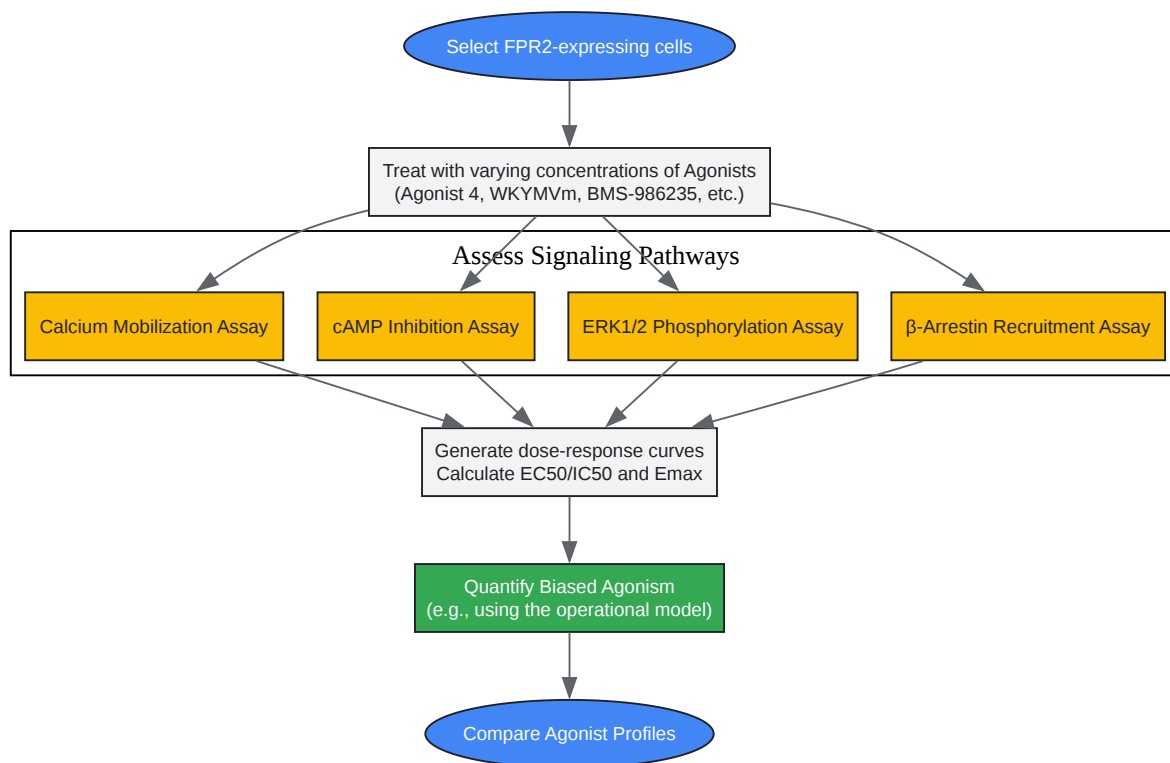 Select FPR2-expressing cells
Treat with varying concentrations of Agonists
(Agonist 4, WKYMVm, BMS-986235, etc.)
Assess Signaling Pathways
Calcium Mobilization Assay
cAMP Inhibition Assay
ERK1/2 Phosphorylation Assay
β-Arrestin Recruitment Assay
Generate dose-response curves
Calculate EC50/IC50 and Emax
Quantify Biased Agonism
(e.g., using the operational model)
Compare Agonist Profiles